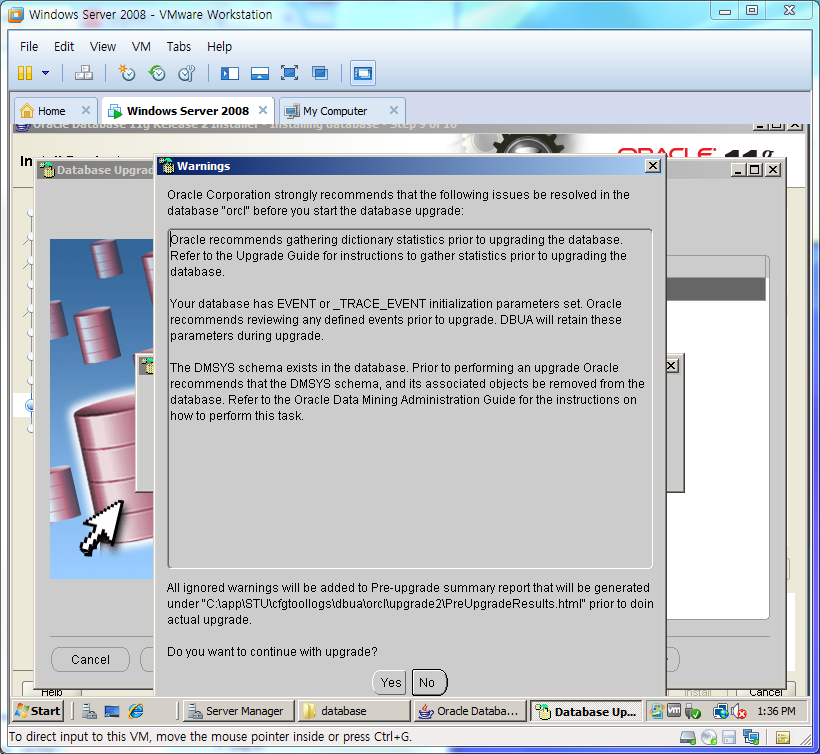 Windows Server 2008 - VMware Workstation
File Edit View VM Tabs Help
Home
Windows Server 2008
My Computer
Oracle Database 11g Release 2 Installer - Installing database - Step 9 of 10
ORACLE 11g
Database Upgrad
Warnings
Oracle Corporation strongly recommends that the following issues be resolved in the
database "orcl" before you start the database upgrade:
Oracle recommends gathering dictionary statistics prior to upgrading the database.
Refer to the Upgrade Guide for instructions to gather statistics prior to upgrading the
database.
Your database has EVENT or _TRACE_EVENT initialization parameters set. Oracle
recommends reviewing any defined events prior to upgrade. DBUA will retain these
parameters during upgrade.
The DMSYS schema exists in the database. Prior to performing an upgrade Oracle
recommends that the DMSYS schema, and its associated objects be removed from the
database. Refer to the Oracle Data Mining Administration Guide for the instructions on
how to perform this task.
All ignored warnings will be added to Pre-upgrade summary report that will be generated
under "C:\app\STU\cfgtoollogs\dbua\orcl\upgrade2\PreUpgradeResults.html" prior to doin
actual upgrade.
Do you want to continue with upgrade?
Cancel
Yes
No
Help
Install
Cancel
Start
Server Manager
database
Oracle Databa...
Database Up...
1:36 PM
To direct input to this VM, move the mouse pointer inside or press Ctrl+G.